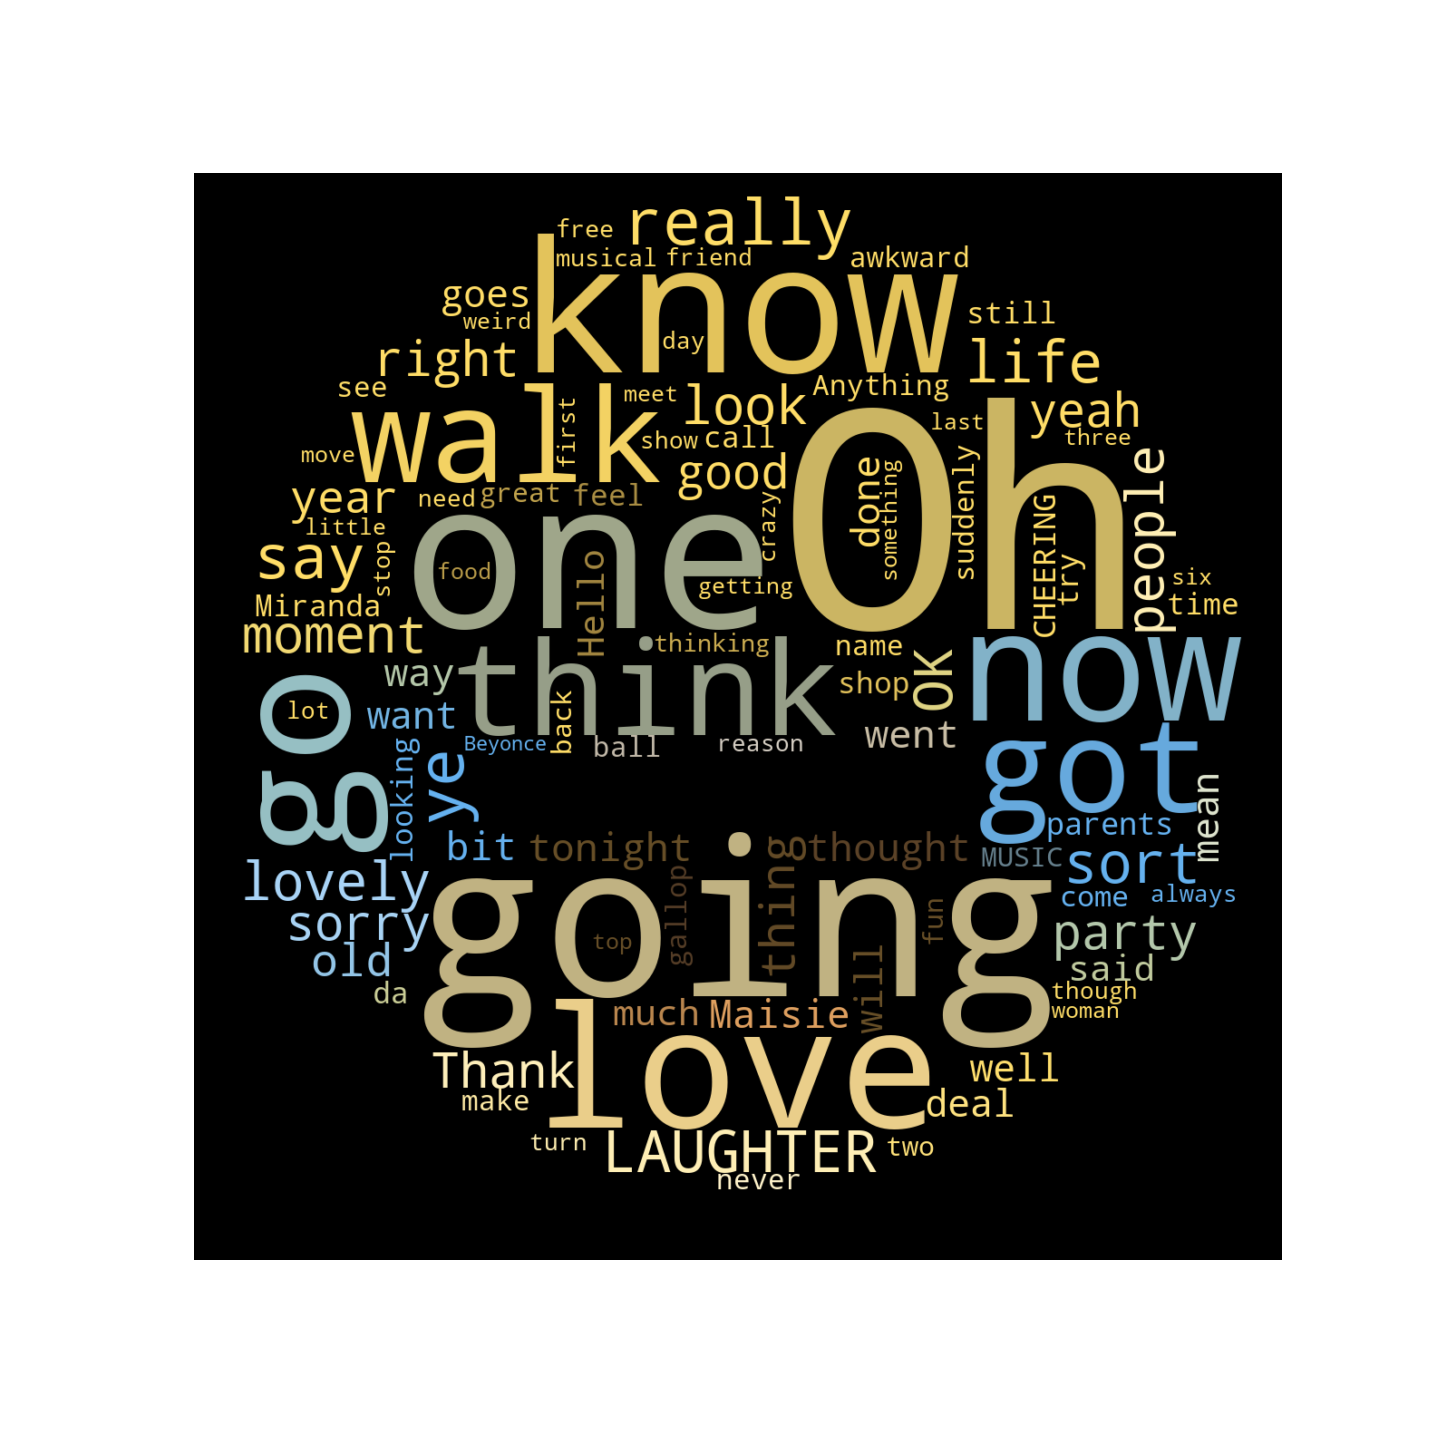 really
free
know
musical
friend
awkward
goes
weird
still
day
right
life
see
walk
first
meet
look
Anything
yeah
last
three
Oh
show
call
move
good
people
year
need
great
feel
done
something
suddenly
crazy
CHEERING
little
say
stop
one
food
Hello
getting
try
six
time
Miranda
moment
think
thinking
name
OK
now
way
shop
go
lot
want
back
went
Beyonce
ball
reason
got
looking
ye
mean
parents
bit
tonight
thing
thought
MUSIC
sort
lovely
going
gallop
fun
come
always
sorry
top
party
old
will
said
da
though
woman
much
Maisie
love
Thank
well
make
deal
turn
LAUGHTER
two
never